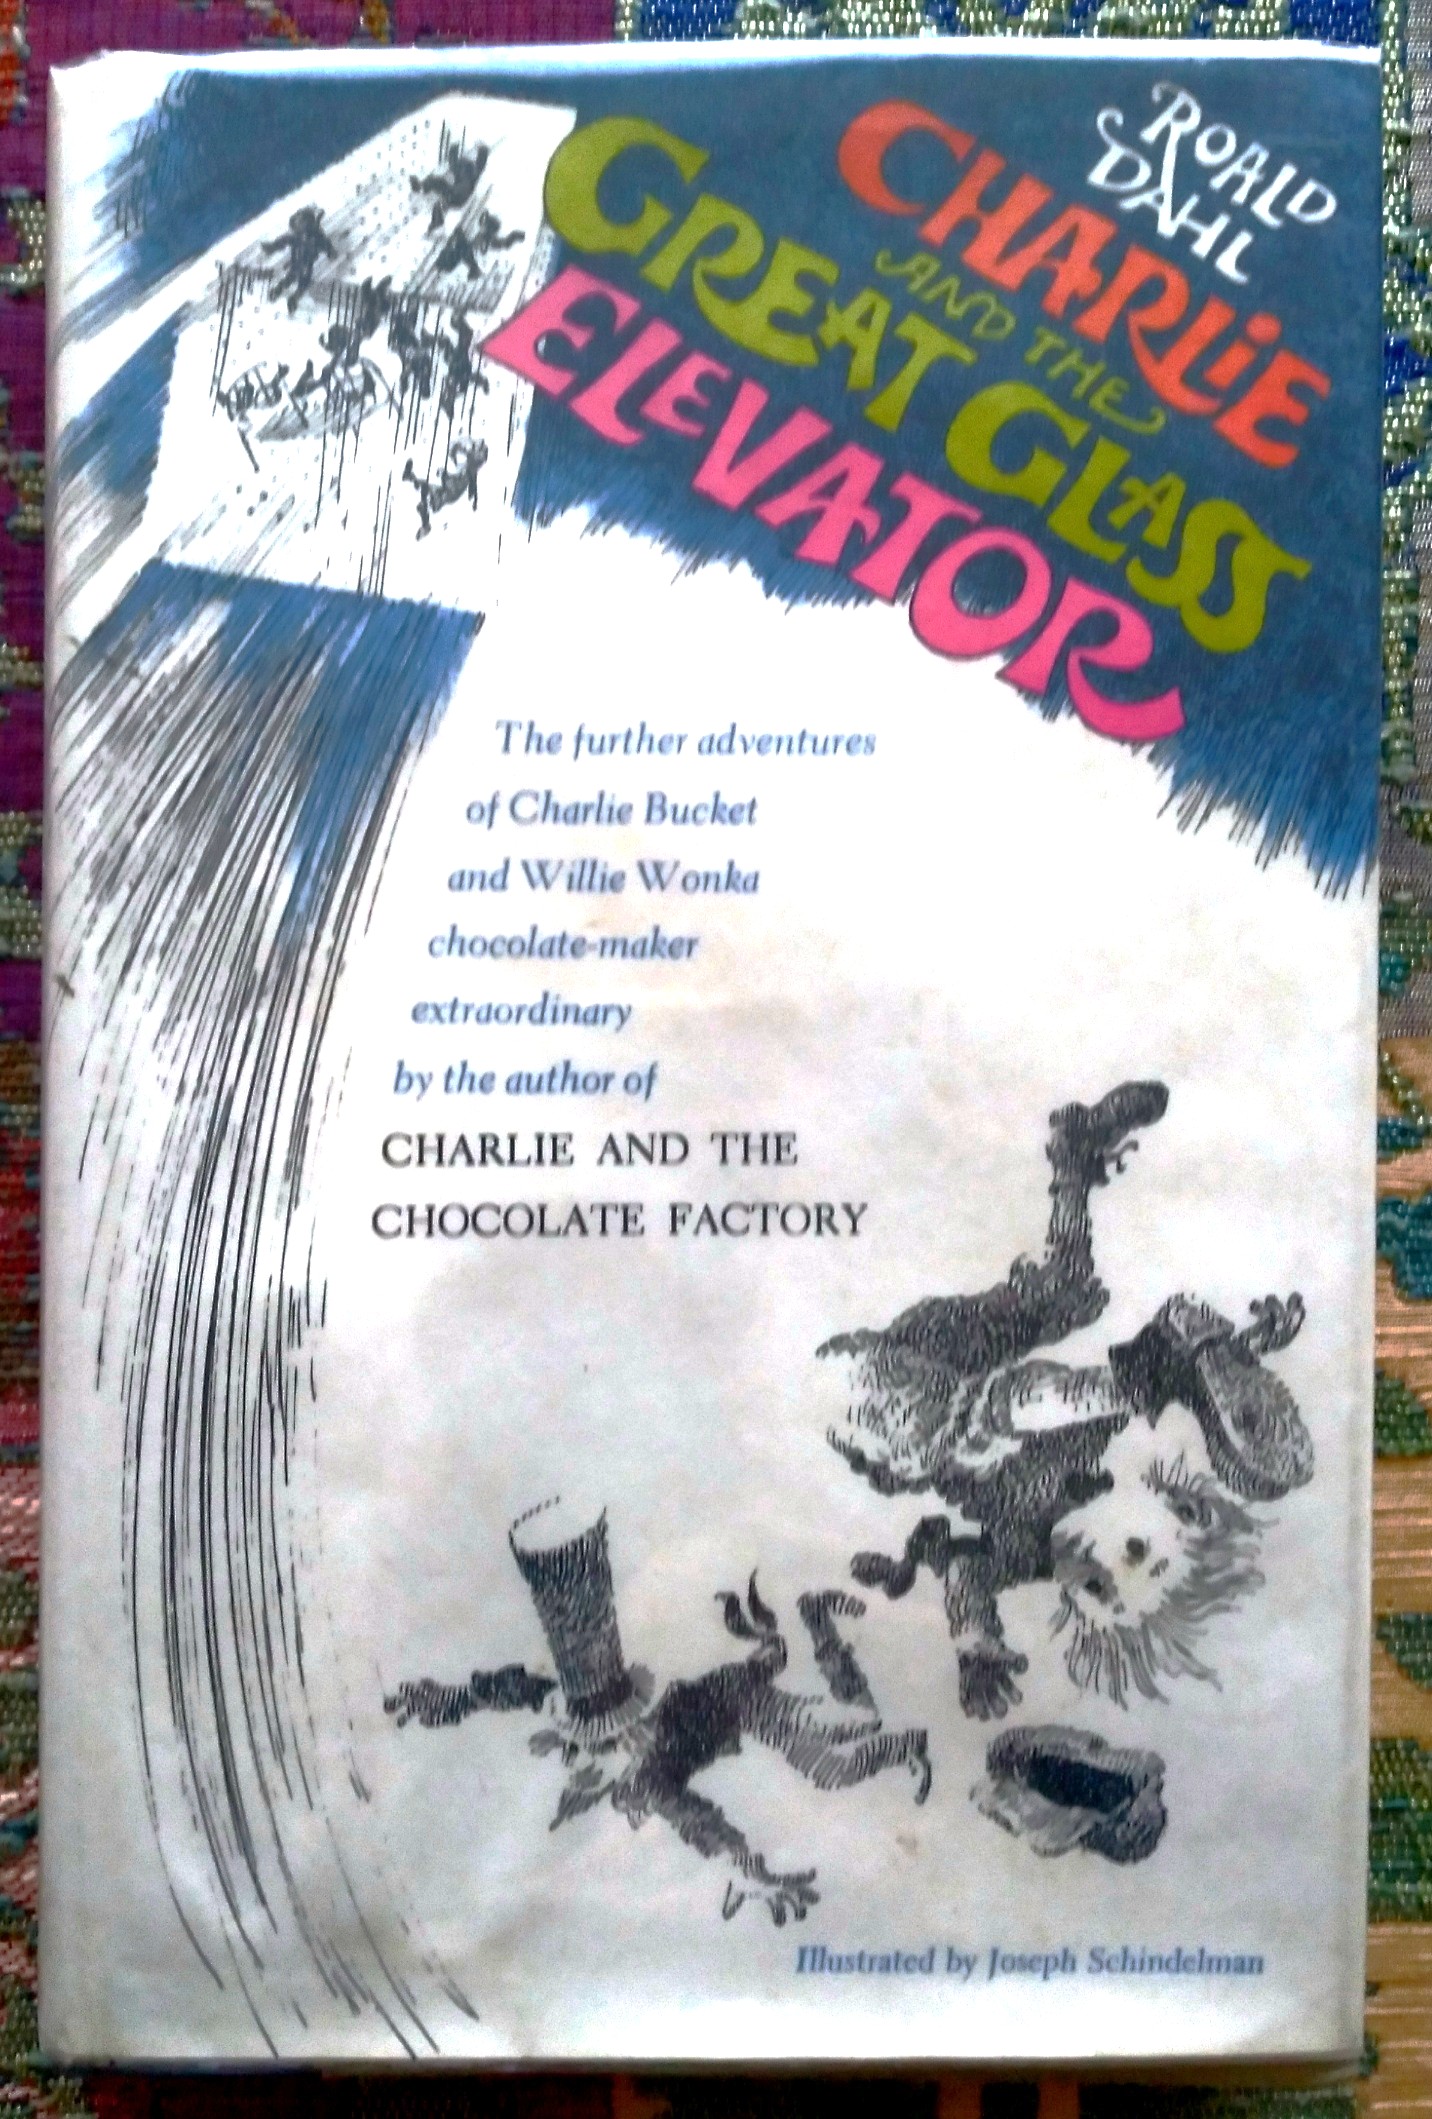 ROALD
DAHL
CHARLiE
AND THE
GREAT GLASS
ELEVATOR
The further adventures
of Charlie Bucket
and Willie Wonka
chocolate-maker
extraordinary
by the author of
CHARLIE AND THE
CHOCOLATE FACTORY
Illustrated by Joseph Schindelman